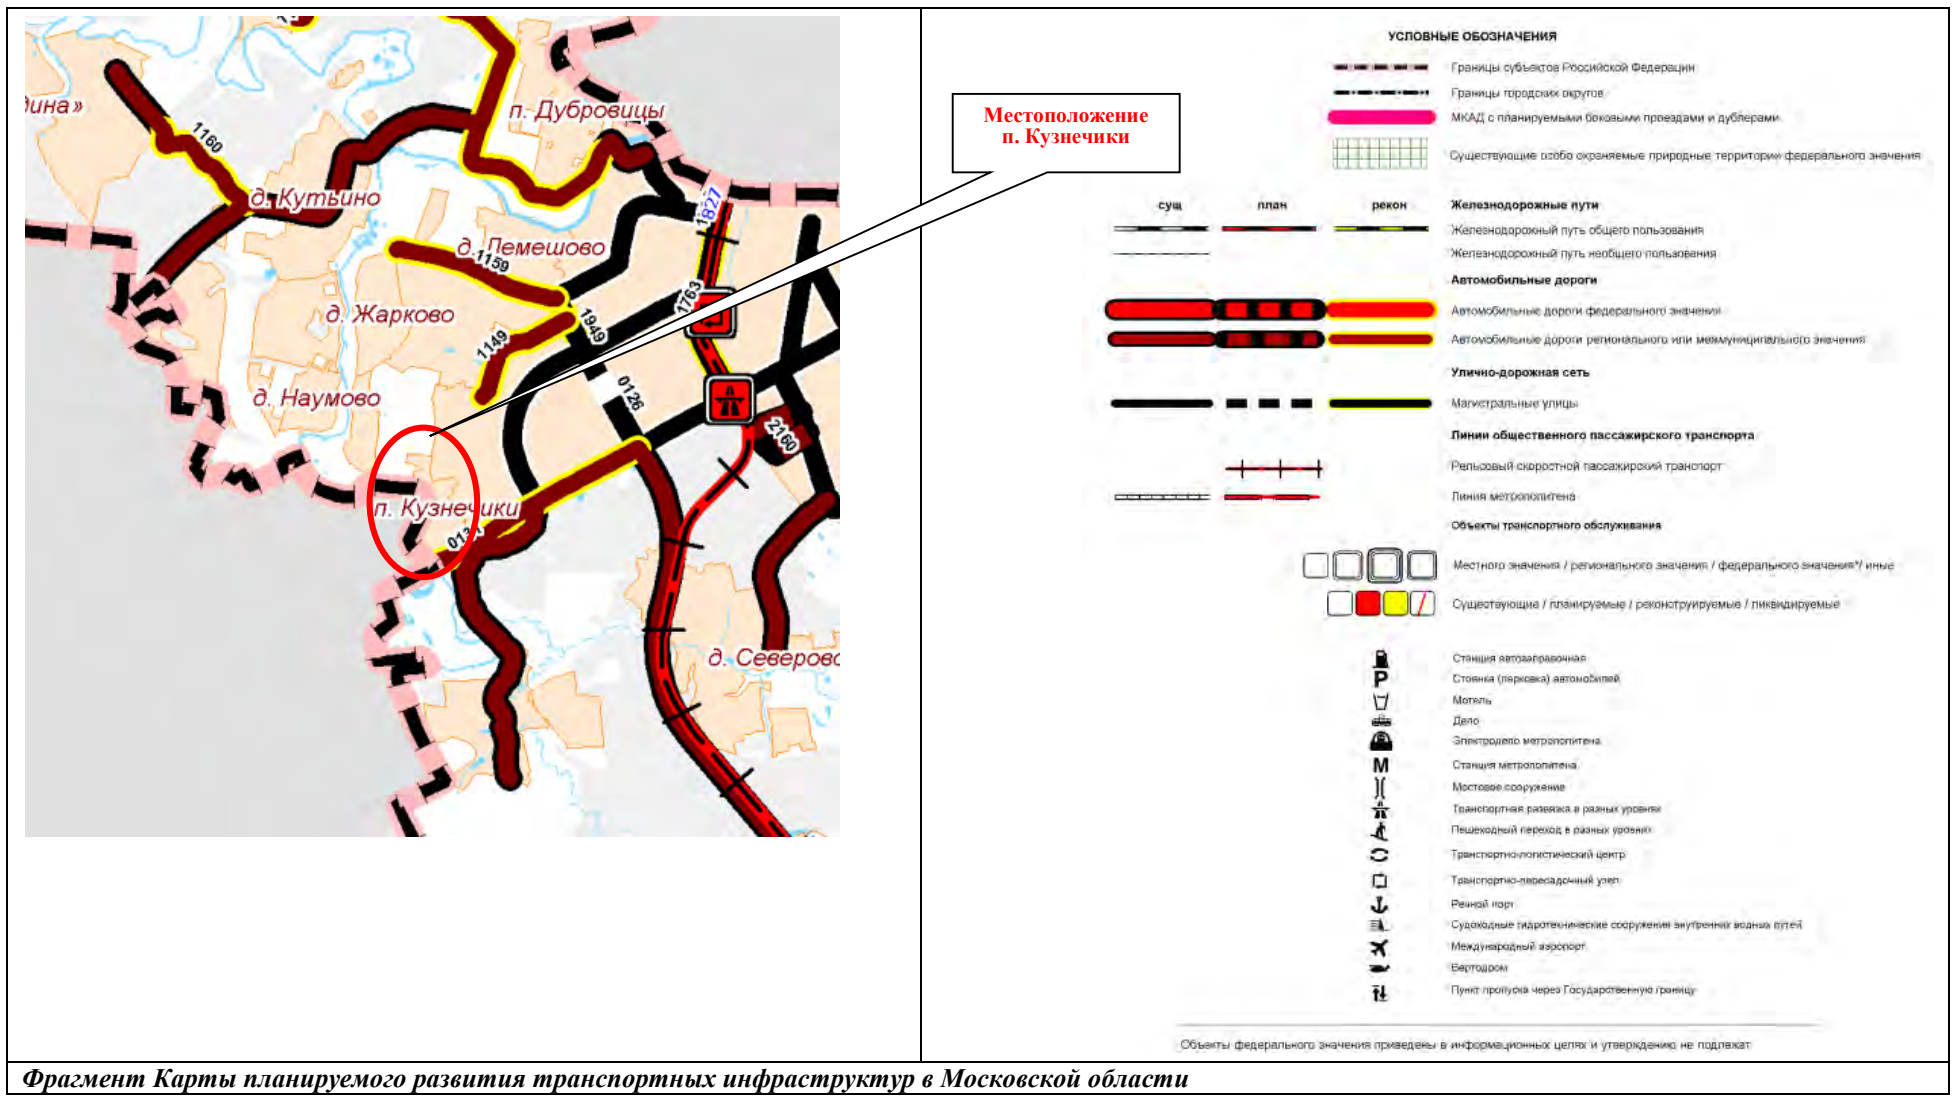 ина»
1160
п. Дубровицы
д. Кутьино
1827
д. Лемешово
1159
1763
д. Жарково
1949
1149
д. Наумово
0126
2160
п. Кузнечики
д. Северово
Местоположение
п. Кузнечики
УСЛОВНЫЕ ОБОЗНАЧЕНИЯ
Границы субъектов Российской Федерации
Границы городских округов
МКАД с планируемыми боковыми проездами и дублерами
Существующие особо охраняемые природные территории федерального значения
сущ план рекон Железнодорожные пути
Железнодорожный путь общего пользования
Железнодорожный путь необщего пользования
Автомобильные дороги
Автомобильные дороги федерального значения
Автомобильные дороги регионального или межмуниципального значения
Улично-дорожная сеть
Магистральные улицы
Линии общественного пассажирского транспорта
Рельсовый скоростной пассажирский транспорт
Линия метрополитена
Объекты транспортного обслуживания
Местного значения / регионального значения / федерального значения*/ иные
Существующие / планируемые / реконструируемые / ликвидируемые
Станция автозаправочная
P Стоянка (парковка) автомобилей
Мотель
Депо
Электродепо метрополитена
M Станция метрополитена
Мостовое сооружение
Транспортная развязка в разных уровнях
Пешеходный переход в разных уровнях
Транспортно-логистический центр
Транспортно-пересадочный узел
Речной порт
Судоходные гидротехнические сооружения внутренних водных путей
Международный аэропорт
Вертодром
Пункт пропуска через Государственную границу
Объекты федерального значения приведены в информационных целях и утверждению не подлежат
Фрагмент Карты планируемого развития транспортных инфраструктур в Московской области